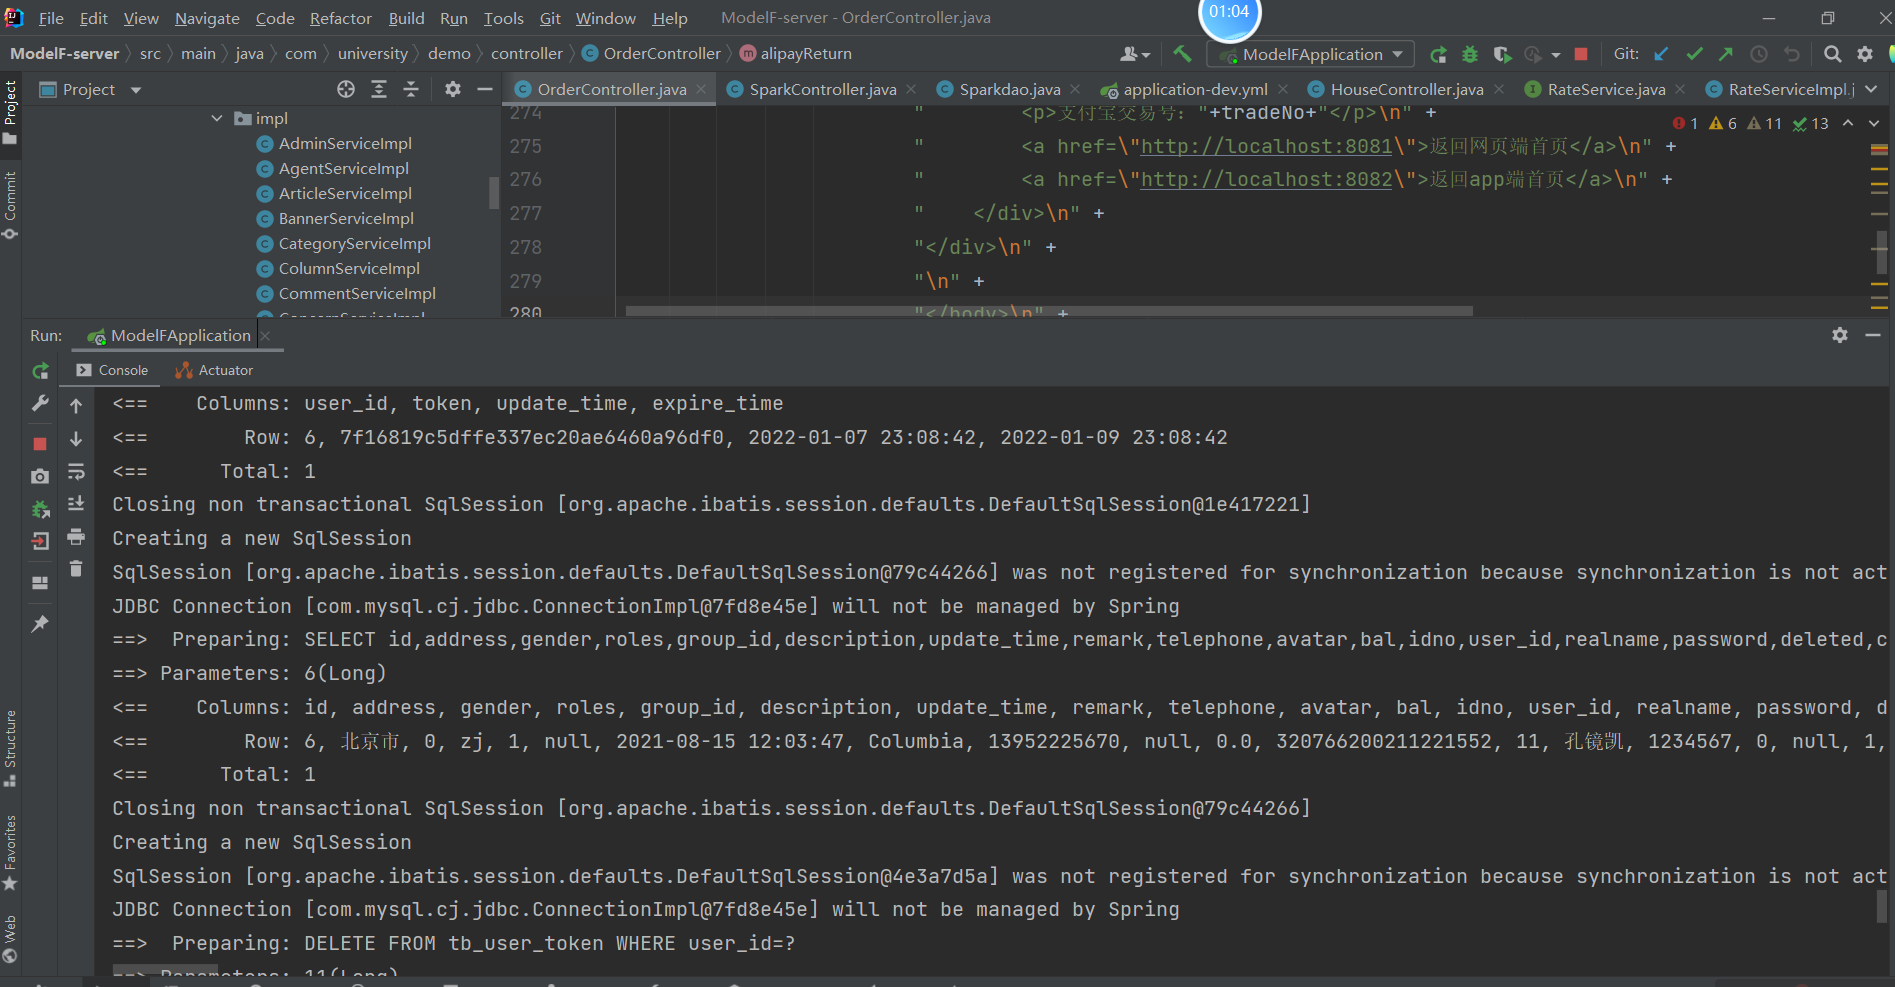 File Edit View Navigate Code Refactor Build Run Tools Git Window Help ModelF-server - OrderController.java 01:04
ModelF-server src main java com university demo controller OrderController alipayReturn ModelFApplication Git:
Project OrderController.java SparkController.java Sparkdao.java application-dev.yml HouseController.java RateService.java RateServiceImpl.j
Project
Commit
impl
AdminServiceImpl
AgentServiceImpl
ArticleServiceImpl
BannerServiceImpl
CategoryServiceImpl
ColumnServiceImpl
CommentServiceImpl
ConcernServiceImpl
1 6 11 13
274 " <p>支付宝交易号："+tradeNo+"</p>\n" +
275 " <a href=\"http://localhost:8081\">返回网页端首页</a>\n" +
276 " <a href=\"http://localhost:8082\">返回app端首页</a>\n" +
277 " </div>\n" +
278 "</div>\n" +
279 "\n" +
280 "</body>\n" +
Run: ModelFApplication
Console Actuator
<== Columns: user_id, token, update_time, expire_time
<== Row: 6, 7f16819c5dffe337ec20ae6460a96df0, 2022-01-07 23:08:42, 2022-01-09 23:08:42
<== Total: 1
Closing non transactional SqlSession [org.apache.ibatis.session.defaults.DefaultSqlSession@1e417221]
Creating a new SqlSession
SqlSession [org.apache.ibatis.session.defaults.DefaultSqlSession@79c44266] was not registered for synchronization because synchronization is not act
JDBC Connection [com.mysql.cj.jdbc.ConnectionImpl@7fd8e45e] will not be managed by Spring
==> Preparing: SELECT id,address,gender,roles,group_id,description,update_time,remark,telephone,avatar,bal,idno,user_id,realname,password,deleted,c
==> Parameters: 6(Long)
<== Columns: id, address, gender, roles, group_id, description, update_time, remark, telephone, avatar, bal, idno, user_id, realname, password, d
<== Row: 6, 北京市, 0, zj, 1, null, 2021-08-15 12:03:47, Columbia, 13952225670, null, 0.0, 320766200211221552, 11, 孔镜凯, 1234567, 0, null, 1,
<== Total: 1
Closing non transactional SqlSession [org.apache.ibatis.session.defaults.DefaultSqlSession@79c44266]
Creating a new SqlSession
SqlSession [org.apache.ibatis.session.defaults.DefaultSqlSession@4e3a7d5a] was not registered for synchronization because synchronization is not act
JDBC Connection [com.mysql.cj.jdbc.ConnectionImpl@7fd8e45e] will not be managed by Spring
==> Preparing: DELETE FROM tb_user_token WHERE user_id=?
==> Parameters: 11(Long)
Structure
Favorites
Web